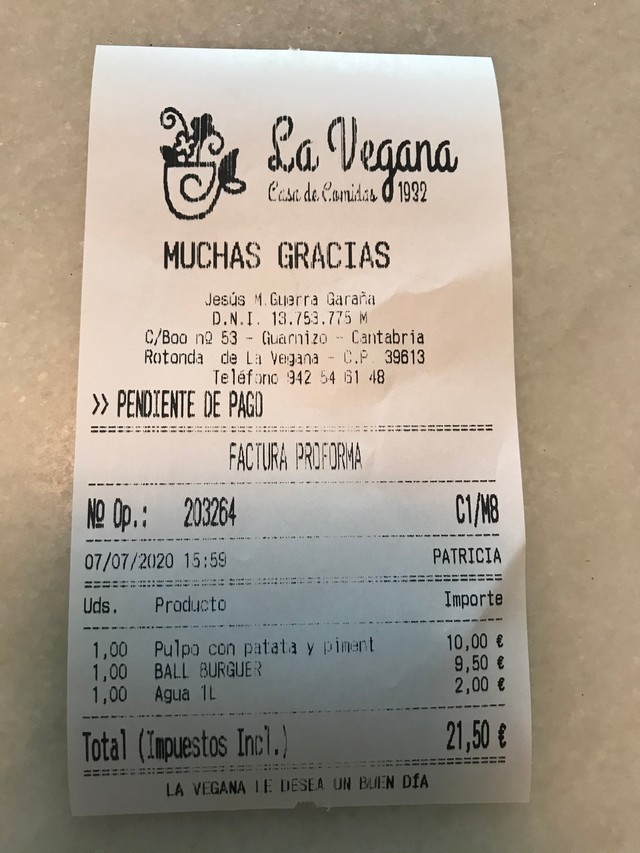 La Vegana
Casa de Comidas 1932
MUCHAS GRACIAS
Jesús M.Guerra Garaña
D.N.I. 13.753.775 M
C/Boo nº 53 - Guarnizo - Cantabria
Rotonda de La Vegana - C.P. 39613
Teléfono 942 54 61 48
>> PENDIENTE DE PAGO
FACTURA PROFORMA
Nº Op.: 203264 C1/M8
07/07/2020 15:59 PATRICIA
Uds. Producto Importe
1,00 Pulpo con patata y piment 10,00 €
1,00 BALL BURGUER 9,50 €
1,00 Agua 1L 2,00 €
Total (Impuestos Incl.) 21,50 €
LA VEGANA LE DESEA UN BUEN DÍA